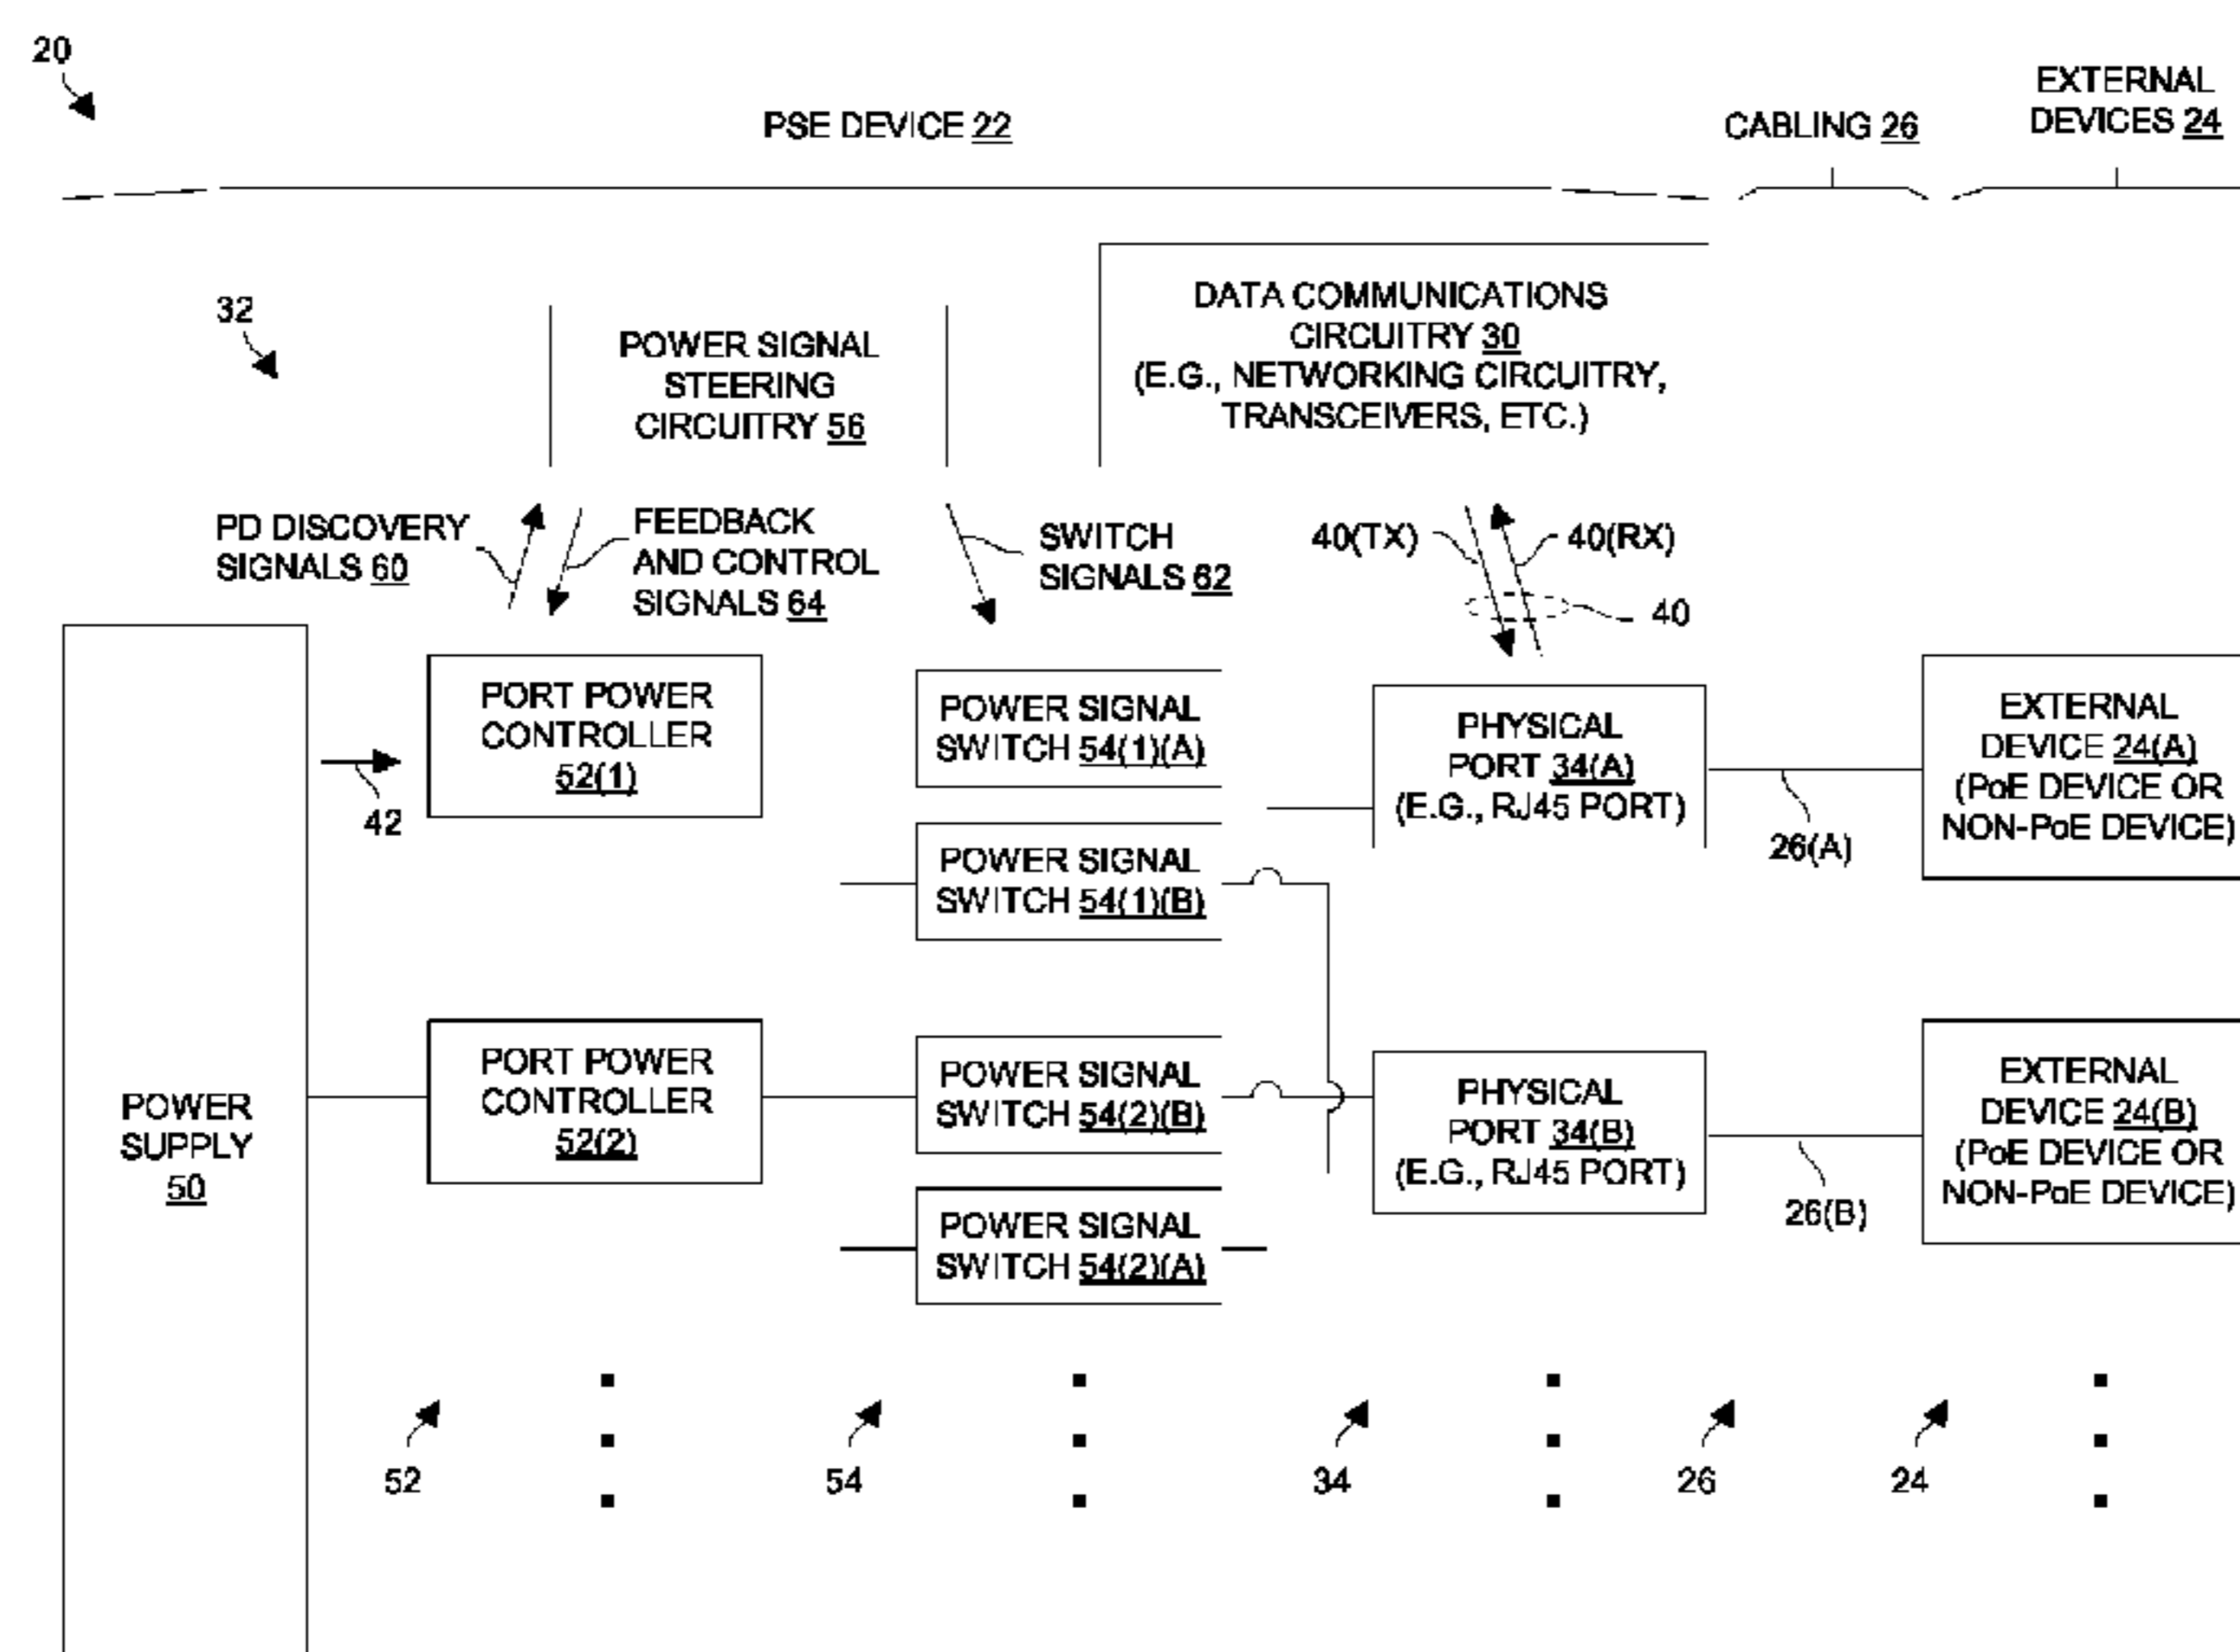 20
PSE DEVICE 22
CABLING 26
EXTERNAL
DEVICES 24
32
POWER SIGNAL
STEERING
CIRCUITRY 56
DATA COMMUNICATIONS
CIRCUITRY 30
(E.G., NETWORKING CIRCUITRY,
TRANSCEIVERS, ETC.)
PD DISCOVERY
SIGNALS 60
FEEDBACK
AND CONTROL
SIGNALS 64
SWITCH
SIGNALS 62
40(TX)
40(RX)
40
POWER
SUPPLY
50
42
PORT POWER
CONTROLLER
52(1)
POWER SIGNAL
SWITCH 54(1)(A)
POWER SIGNAL
SWITCH 54(1)(B)
PHYSICAL
PORT 34(A)
(E.G., RJ45 PORT)
26(A)
EXTERNAL
DEVICE 24(A)
(PoE DEVICE OR
NON-PoE DEVICE)
PORT POWER
CONTROLLER
52(2)
POWER SIGNAL
SWITCH 54(2)(B)
POWER SIGNAL
SWITCH 54(2)(A)
PHYSICAL
PORT 34(B)
(E.G., RJ45 PORT)
26(B)
EXTERNAL
DEVICE 24(B)
(PoE DEVICE OR
NON-PoE DEVICE)
52
54
34
26
24